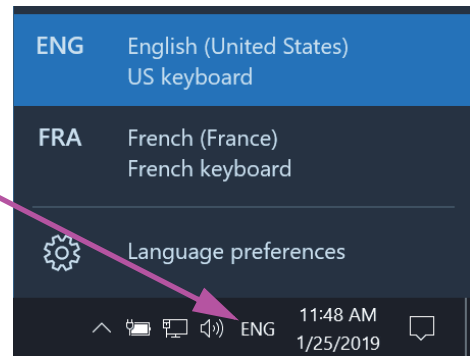 ENG English (United States)
US keyboard
FRA French (France)
French keyboard
Language preferences
ENG
11:48 AM
1/25/2019